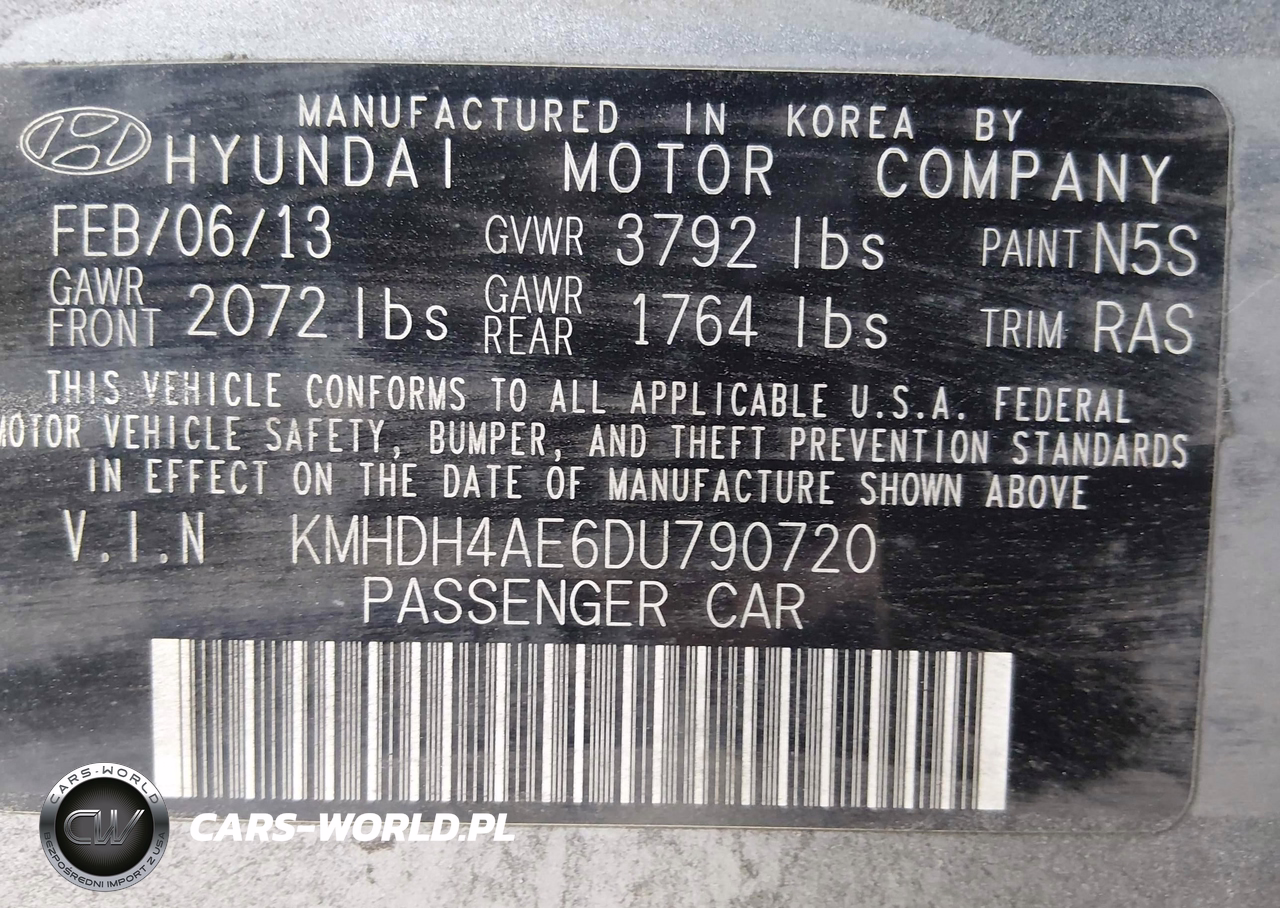 MANUFACTURED IN KOREA BY
HYUNDAI MOTOR COMPANY
FEB/06/13 GVWR 3792 lbs PAINT N5S
GAWR FRONT 2072 lbs GAWR REAR 1764 lbs TRIM RAS
THIS VEHICLE CONFORMS TO ALL APPLICABLE U.S.A. FEDERAL
MOTOR VEHICLE SAFETY, BUMPER, AND THEFT PREVENTION STANDARDS
IN EFFECT ON THE DATE OF MANUFACTURE SHOWN ABOVE
V.I.N KMHDH4AE6DU790720
PASSENGER CAR
CARS-WORLD
CW
BEZPOŚREDNI IMPORT Z USA
CARS-WORLD.PL